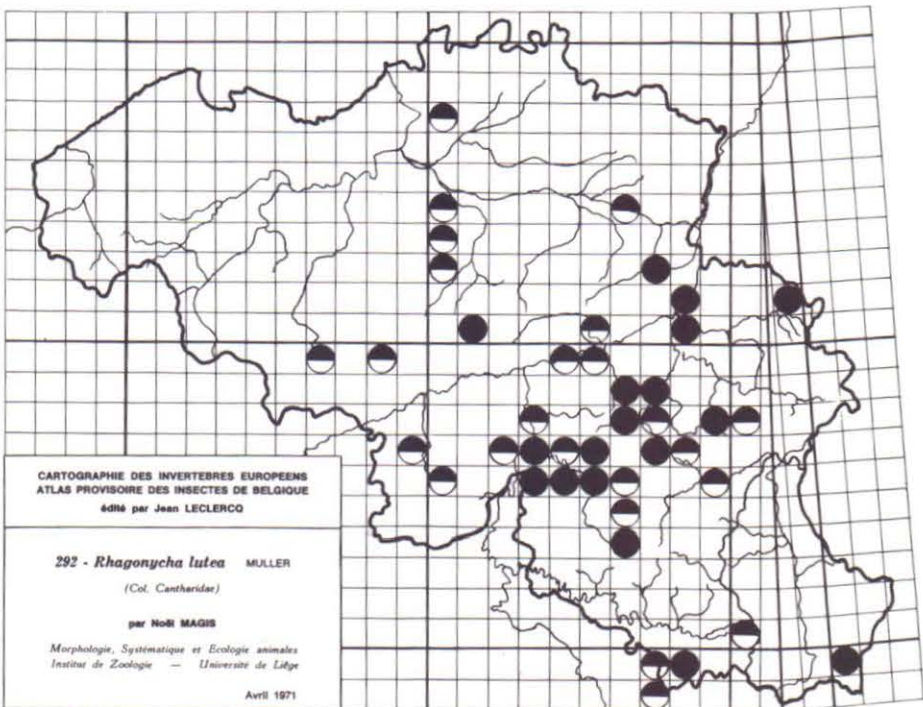 CARTOGRAPHIE DES INVERTEBRES EUROPEENS
ATLAS PROVISOIRE DES INSECTES DE BELGIQUE
édité par Jean LECLERCQ
292 - Rhagonycha lutea MULLER
(Col. Cantharidae)
par Noël MAGIS
Morphologie, Systématique et Ecologie animales
Institut de Zoologie — Université de Liège
Avril 1971